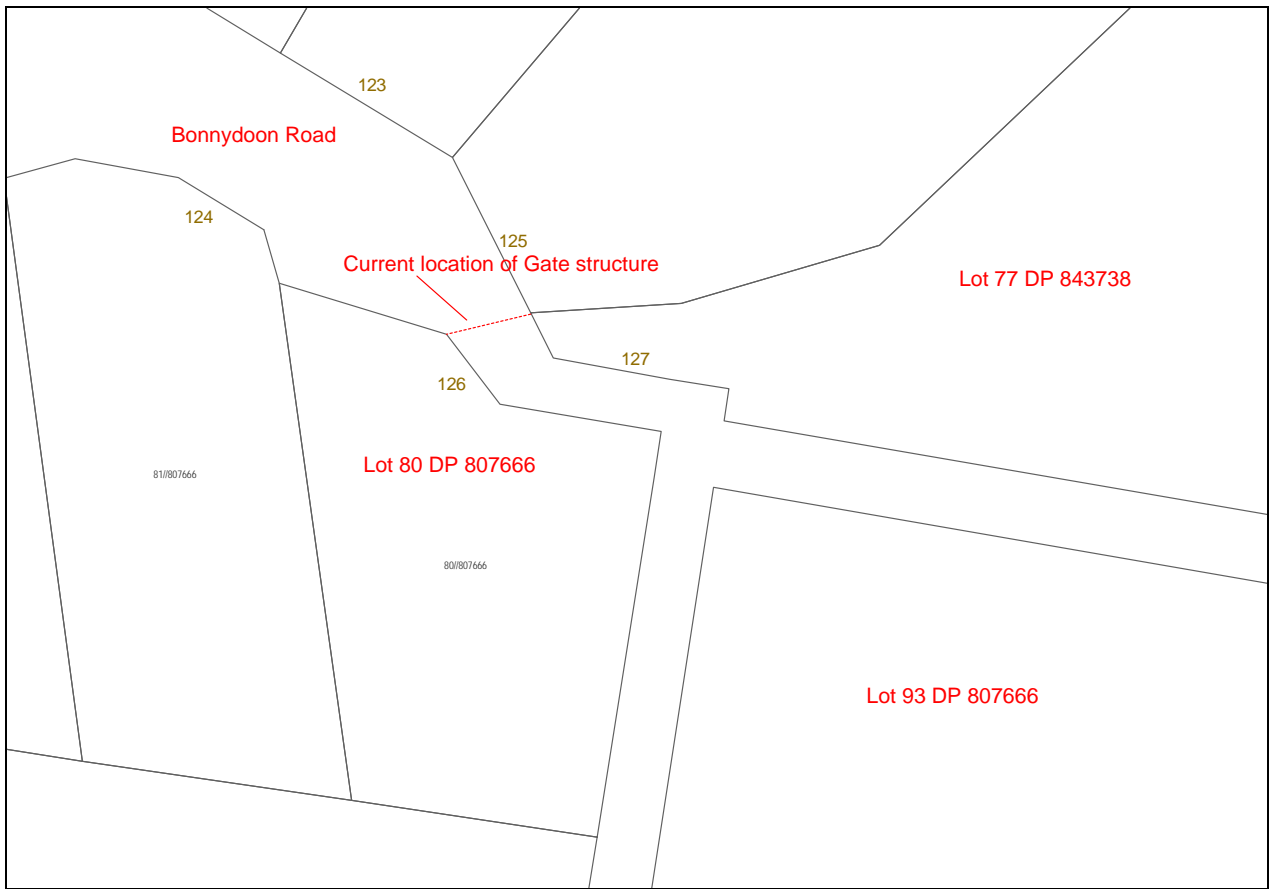 123
Bonnydoon Road
124
125
Current location of Gate structure
Lot 77 DP 843738
127
126
Lot 80 DP 807666
81//807666
80//807666
Lot 93 DP 807666